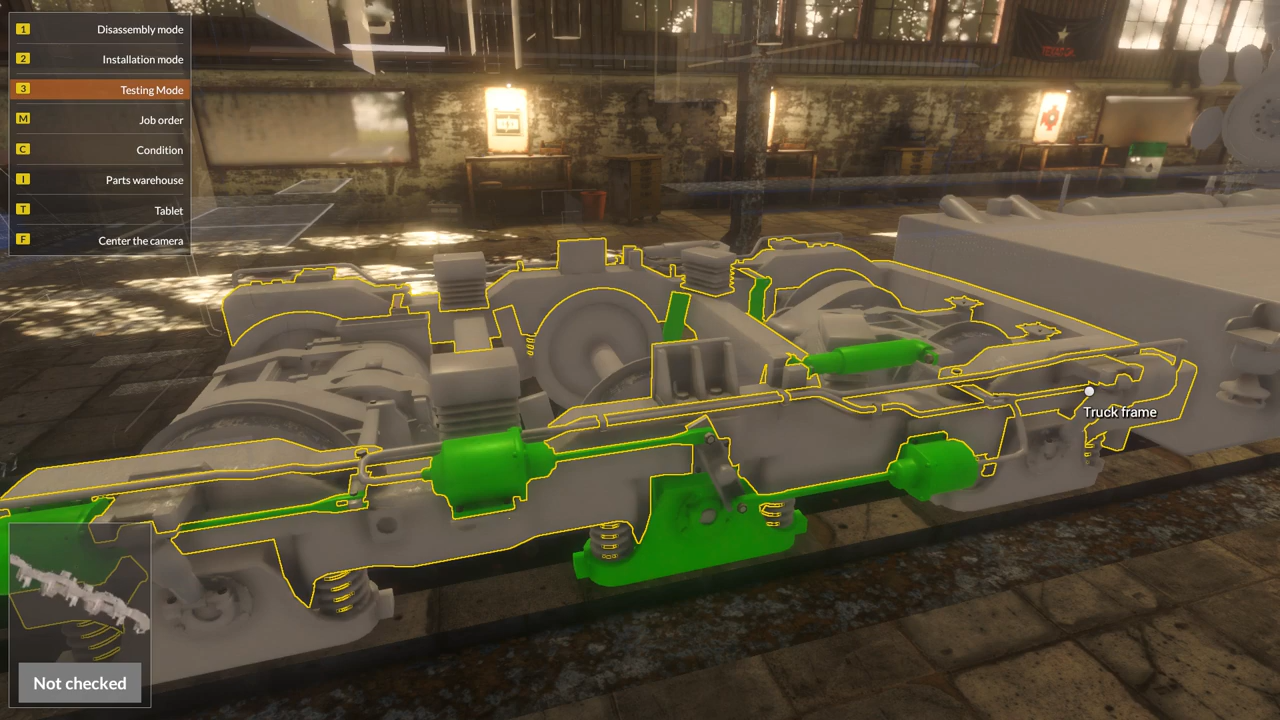 1 Disassembly mode
2 Installation mode
3 Testing Mode
M Job order
C Condition
I Parts warehouse
T Tablet
F Center the camera
Truck frame
Not checked